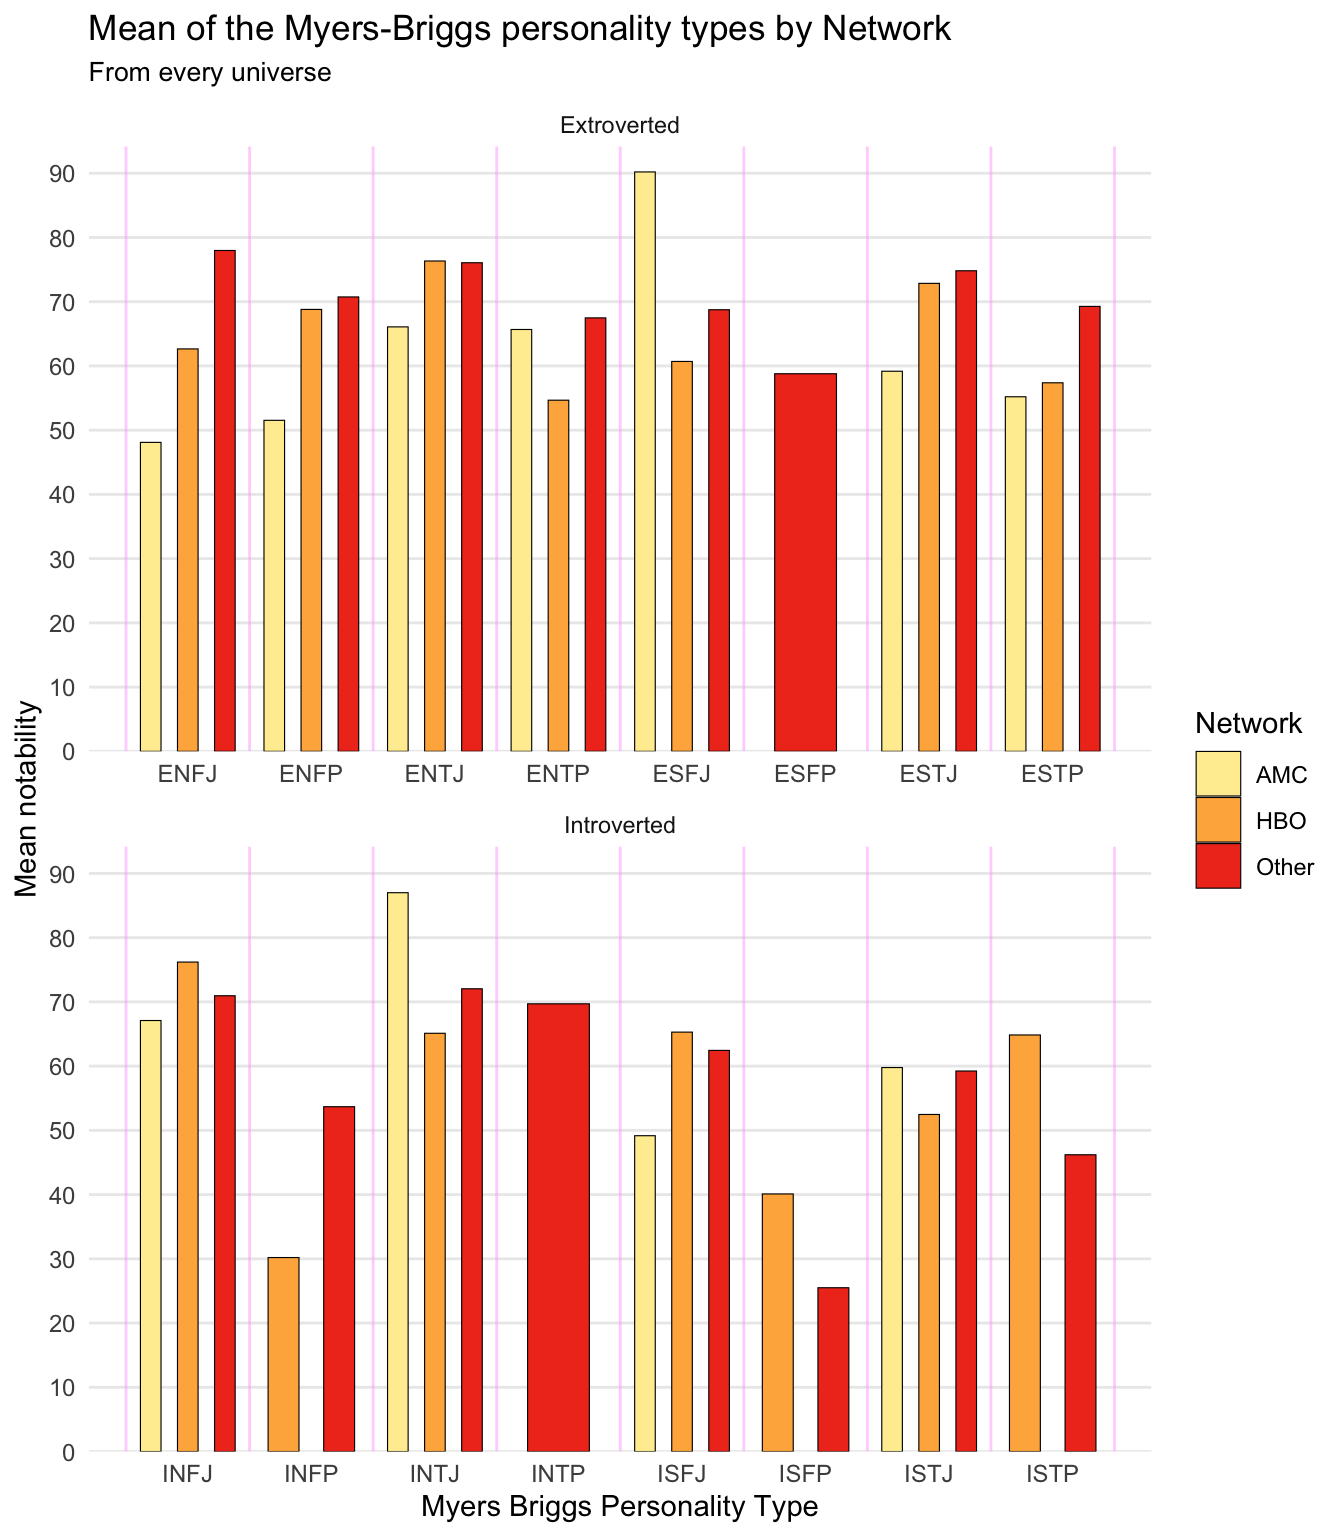 Mean of the Myers-Briggs personality types by Network
From every universe
Extroverted
90
80
70
60
50
40
30
20
10
0
ENFJ ENFP ENTJ ENTP ESFJ ESFP ESTJ ESTP
Mean notability
Introverted
90
80
70
60
50
40
30
20
10
0
INFJ INFP INTJ INTP ISFJ ISFP ISTJ ISTP
Myers Briggs Personality Type
Network
AMC
HBO
Other